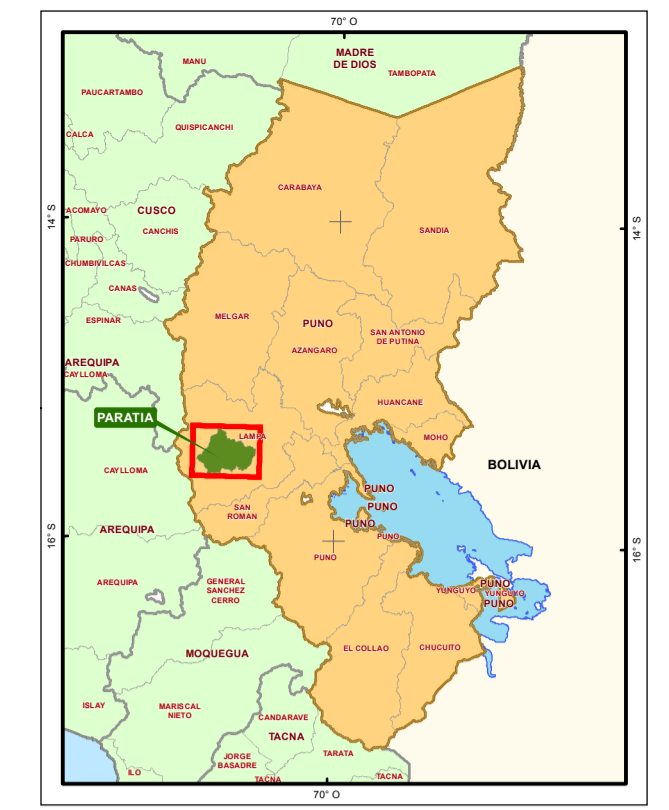 70° O
MADRE
DE DIOS
MANU
TAMBOPATA
PAUCARTAMBO
QUISPICANCHI
CALCA
CARABAYA
14° S
ACOMAYO
CUSCO
14° S
CANCHIS
SANDIA
PARURO
CHUMBIVILCAS
CANAS
MELGAR
ESPINAR
PUNO
SAN ANTONIO
DE PUTINA
AZANGARO
AREQUIPA
CAYLLOMA
HUANCANE
PARATIA
LAMPA
MOHO
BOLIVIA
CAYLLOMA
PUNO
SAN
ROMAN
PUNO
PUNO
AREQUIPA
PUNO
16° S
16° S
PUNO
AREQUIPA
GENERAL
SANCHEZ
CERRO
PUNO
YUNGUYO
YUNGUYO
PUNO
MOQUEGUA
EL COLLAO
CHUCUITO
ISLAY
MARISCAL
NIETO
CANDARAVE
TACNA
TARATA
JORGE
BASADRE
ILO
TACNA
TACNA
70° O